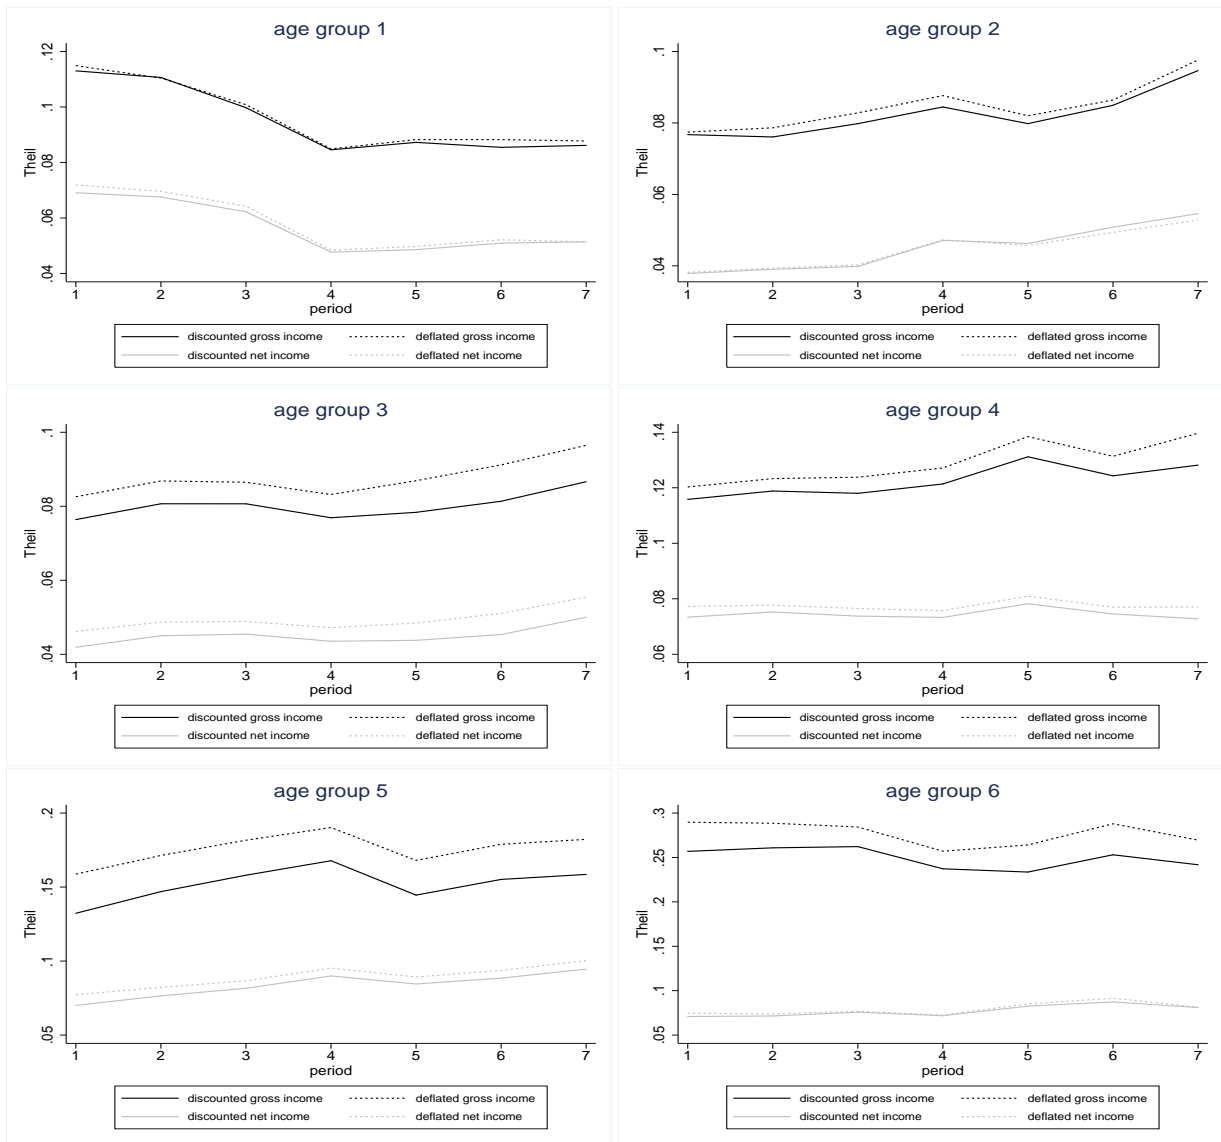 age group 1
Theil
.12
.1
.08
.06
.04
1 2 3 4 5 6 7
period
discounted gross income deflated gross income
discounted net income deflated net income
age group 2
Theil
.1
.08
.06
.04
1 2 3 4 5 6 7
period
discounted gross income deflated gross income
discounted net income deflated net income
age group 3
Theil
.1
.08
.06
.04
1 2 3 4 5 6 7
period
discounted gross income deflated gross income
discounted net income deflated net income
age group 4
Theil
.14
.12
.1
.08
.06
1 2 3 4 5 6 7
period
discounted gross income deflated gross income
discounted net income deflated net income
age group 5
Theil
.2
.15
.1
.05
1 2 3 4 5 6 7
period
discounted gross income deflated gross income
discounted net income deflated net income
age group 6
Theil
.3
.25
.2
.15
.1
.05
1 2 3 4 5 6 7
period
discounted gross income deflated gross income
discounted net income deflated net income